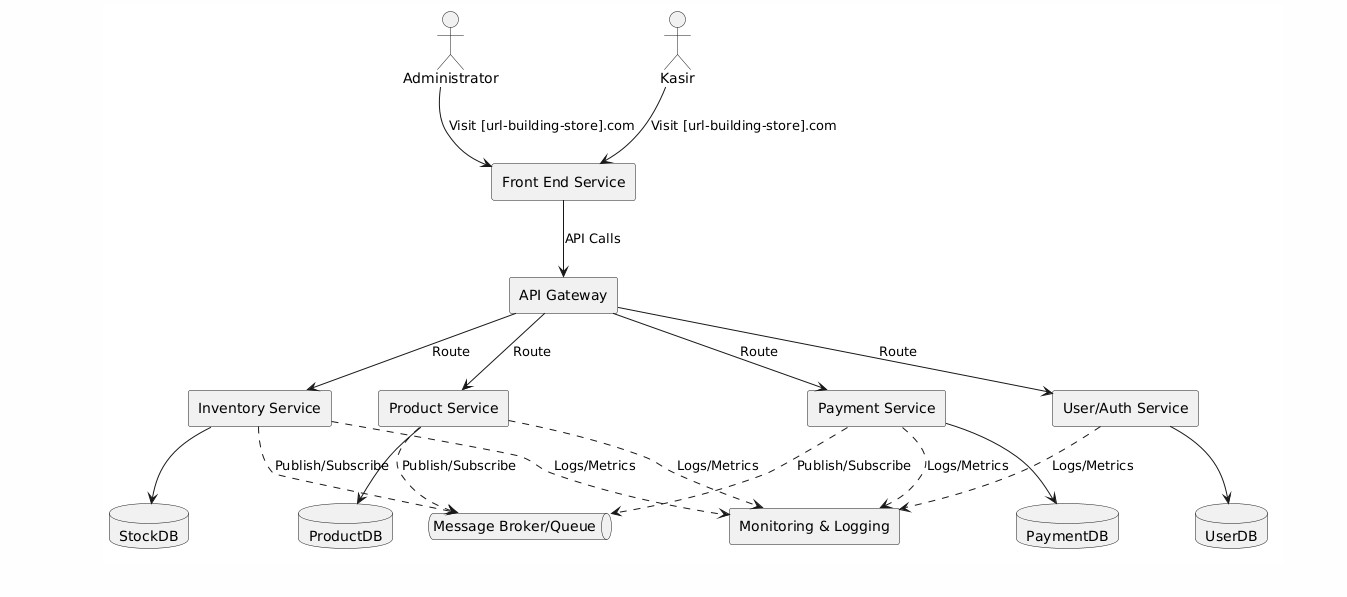 Administrator
Kasir
Visit [url-building-store].com
Visit [url-building-store].com
Front End Service
API Calls
API Gateway
Route
Route
Route
Route
Inventory Service
Product Service
Payment Service
User/Auth Service
Publish/Subscribe
Publish/Subscribe
Logs/Metrics
Logs/Metrics
Publish/Subscribe
Logs/Metrics
Logs/Metrics
StockDB
ProductDB
Message Broker/Queue
Monitoring & Logging
PaymentDB
UserDB